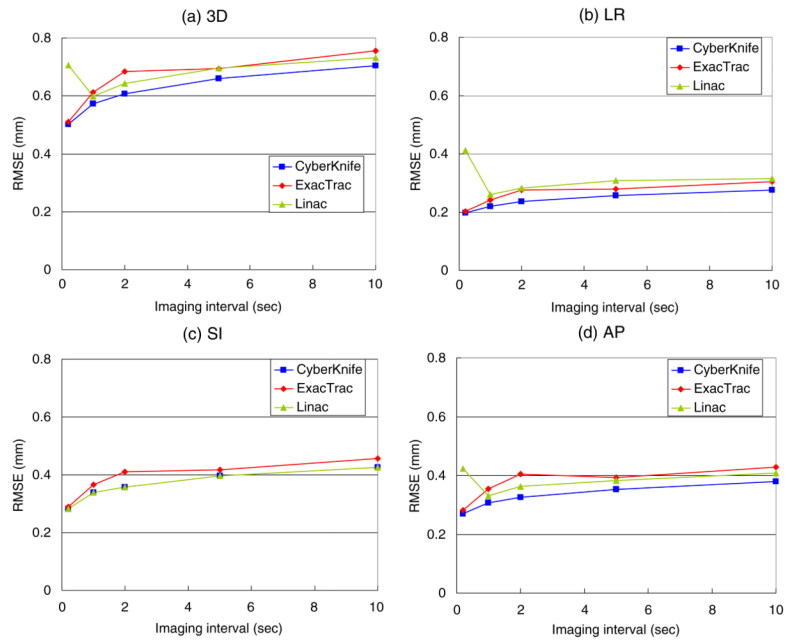 (a) 3D
0.8
0.6
0.4
0.2
0
RMSE (mm)
CyberKnife
ExacTrac
Linac
0 2 4 6 8 10
Imaging interval (sec)
(b) LR
0.8
0.6
0.4
0.2
0
RMSE (mm)
CyberKnife
ExacTrac
Linac
0 2 4 6 8 10
Imaging interval (sec)
(c) SI
0.8
0.6
0.4
0.2
0
RMSE (mm)
CyberKnife
ExacTrac
Linac
0 2 4 6 8 10
Imaging interval (sec)
(d) AP
0.8
0.6
0.4
0.2
0
RMSE (mm)
CyberKnife
ExacTrac
Linac
0 2 4 6 8 10
Imaging interval (sec)